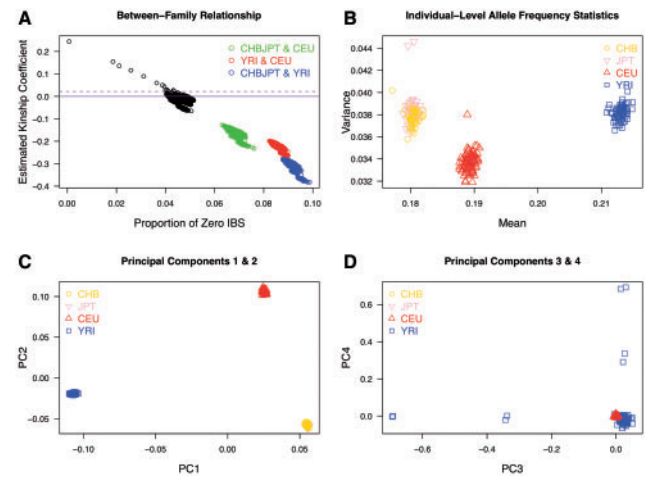 A
Between–Family Relationship
Estimated Kinship Coefficient
0.2
0.1
0.0
−0.1
−0.2
−0.3
−0.4
CHBJPT & CEU
YRI & CEU
CHBJPT & YRI
0.00
0.02
0.04
0.06
0.08
0.10
Proportion of Zero IBS
B
Individual–Level Allele Frequency Statistics
Variance
0.044
0.042
0.040
0.038
0.036
0.034
0.032
CHB
JPT
CEU
YRI
0.18
0.19
0.20
0.21
Mean
C
Principal Components 1 & 2
PC2
0.10
0.05
0.00
−0.05
CHB
JPT
CEU
YRI
−0.10
−0.05
0.00
0.05
PC1
D
Principal Components 3 & 4
PC4
0.6
0.4
0.2
0.0
CHB
JPT
CEU
YRI
−0.6
−0.4
−0.2
0.0
PC3